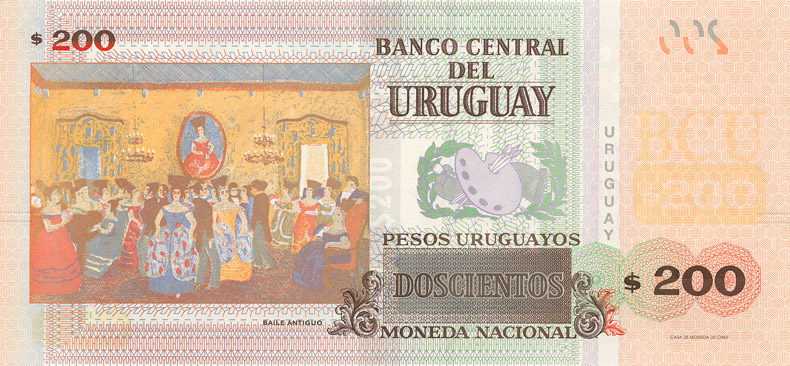 $ 200
BANCO CENTRAL
DEL
URUGUAY
BCU
$200
URUGUAY
$200
PESOS URUGUAYOS
DOSCIENTOS
$ 200
MONEDA NACIONAL
BAILE ANTIGUO
CASA DE MONEDA DE CHILE